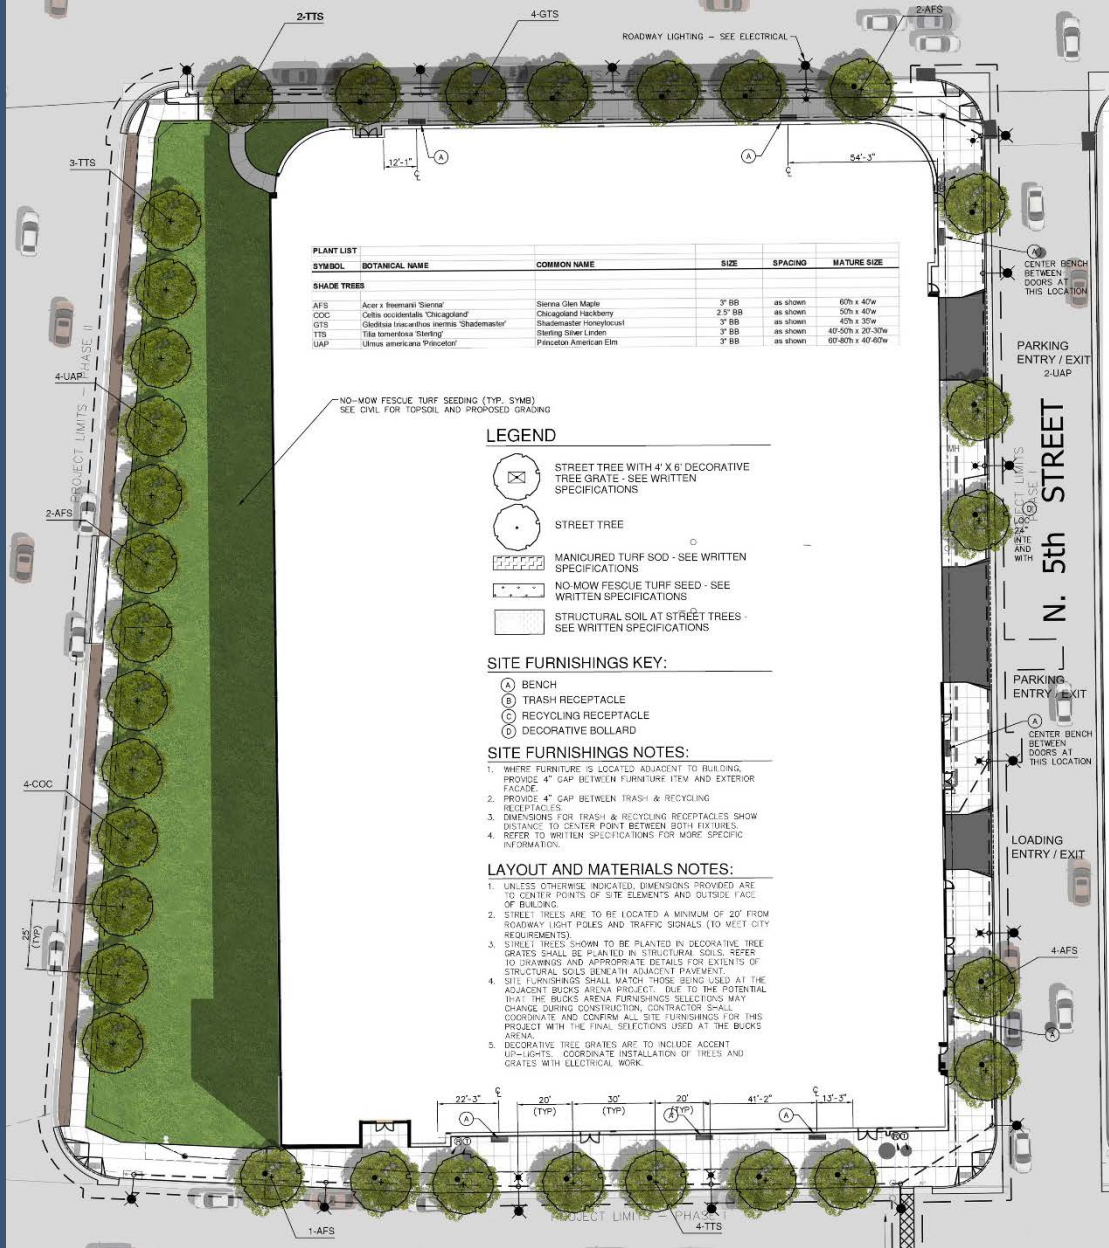 2-TTS
4-GTS
2-AFS
ROADWAY LIGHTING - SEE ELECTRICAL
3-TTS
A
A
12'-1"
54'-3"
A
CENTER BENCH
BETWEEN
DOORS AT
THIS LOCATION
PLANT LIST
SYMBOL BOTANICAL NAME COMMON NAME SIZE SPACING MATURE SIZE
SHADE TREES
AFS Acer x freemanii 'Sienna' Sienna Glen Maple 3" BB as shown 60'h x 40'w
COC Celtis occidentalis 'Chicagoland' Chicagoland Hackberry 2.5" BB as shown 50'h x 40'w
GTS Gleditsia triacanthos inermis 'Shademaster' Shademaster Honeylocust 3" BB as shown 45'h x 35'w
TTS Tilia tomentosa 'Sterling' Sterling Silver Linden 3" BB as shown 40'-50'h x 20'-30'w
UAP Ulmus americana 'Princeton' Princeton American Elm 3" BB as shown 60'-80'h x 40'-60'w
PARKING
ENTRY / EXIT
2-UAP
4-UAP
PROJECT LIMITS - PHASE II
NO-MOW FESCUE TURF SEEDING (TYP. SYMB)
SEE CIVIL FOR TOPSOIL AND PROPOSED GRADING
LEGEND
STREET TREE WITH 4' X 6' DECORATIVE
TREE GRATE - SEE WRITTEN
SPECIFICATIONS
STREET TREE
MANICURED TURF SOD - SEE WRITTEN
SPECIFICATIONS
NO-MOW FESCUE TURF SEED - SEE
WRITTEN SPECIFICATIONS
STRUCTURAL SOIL AT STREET TREES -
SEE WRITTEN SPECIFICATIONS
2-AFS
MH
N. 5th STREET
PHASE I
D
24"
INTE
AND
WITH
SITE FURNISHINGS KEY:
A BENCH
B TRASH RECEPTACLE
C RECYCLING RECEPTACLE
D DECORATIVE BOLLARD
PARKING
ENTRY / EXIT
A
CENTER BENCH
BETWEEN
DOORS AT
THIS LOCATION
SITE FURNISHINGS NOTES:
1. WHERE FURNITURE IS LOCATED ADJACENT TO BUILDING,
PROVIDE 4" GAP BETWEEN FURNITURE ITEM AND EXTERIOR
FACADE.
2. PROVIDE 4" GAP BETWEEN TRASH & RECYCLING
RECEPTACLES.
3. DIMENSIONS FOR TRASH & RECYCLING RECEPTACLES SHOW
DISTANCE TO CENTER POINT BETWEEN BOTH FIXTURES.
4. REFER TO WRITTEN SPECIFICATIONS FOR MORE SPECIFIC
INFORMATION.
4-COC
LOADING
ENTRY / EXIT
LAYOUT AND MATERIALS NOTES:
1. UNLESS OTHERWISE INDICATED, DIMENSIONS PROVIDED ARE
TO CENTER POINTS OF SITE ELEMENTS AND OUTSIDE FACE
OF BUILDING.
2. STREET TREES ARE TO BE LOCATED A MINIMUM OF 20' FROM
ROADWAY LIGHT POLES AND TRAFFIC SIGNALS (TO MEET CITY
REQUIREMENTS).
3. STREET TREES SHOWN TO BE PLANTED IN DECORATIVE TREE
GRATES SHALL BE PLANTED IN STRUCTURAL SOILS. REFER
TO DRAWINGS AND APPROPRIATE DETAILS FOR EXTENTS OF
STRUCTURAL SOILS BENEATH ADJACENT PAVEMENT.
4. SITE FURNISHINGS SHALL MATCH THOSE BEING USED AT THE
ADJACENT BUCKS ARENA PROJECT. DUE TO THE POTENTIAL
THAT THE BUCKS ARENA FURNISHINGS SELECTIONS MAY
CHANGE DURING CONSTRUCTION, CONTRACTOR SHALL
COORDINATE AND CONFIRM ALL SITE FURNISHINGS FOR THIS
PROJECT WITH THE FINAL SELECTIONS USED AT THE BUCKS
ARENA.
5. DECORATIVE TREE GRATES ARE TO INCLUDE ACCENT
UP-LIGHTS. COORDINATE INSTALLATION OF TREES AND
GRATES WITH ELECTRICAL WORK.
25'
(TYP)
4-AFS
A
22'-3"
20'
(TYP)
30'
(TYP)
20'
(TYP)
41'-2"
13'-3"
A
A
A
PROJECT LIMITS - PHASE I
1-AFS
4-TTS